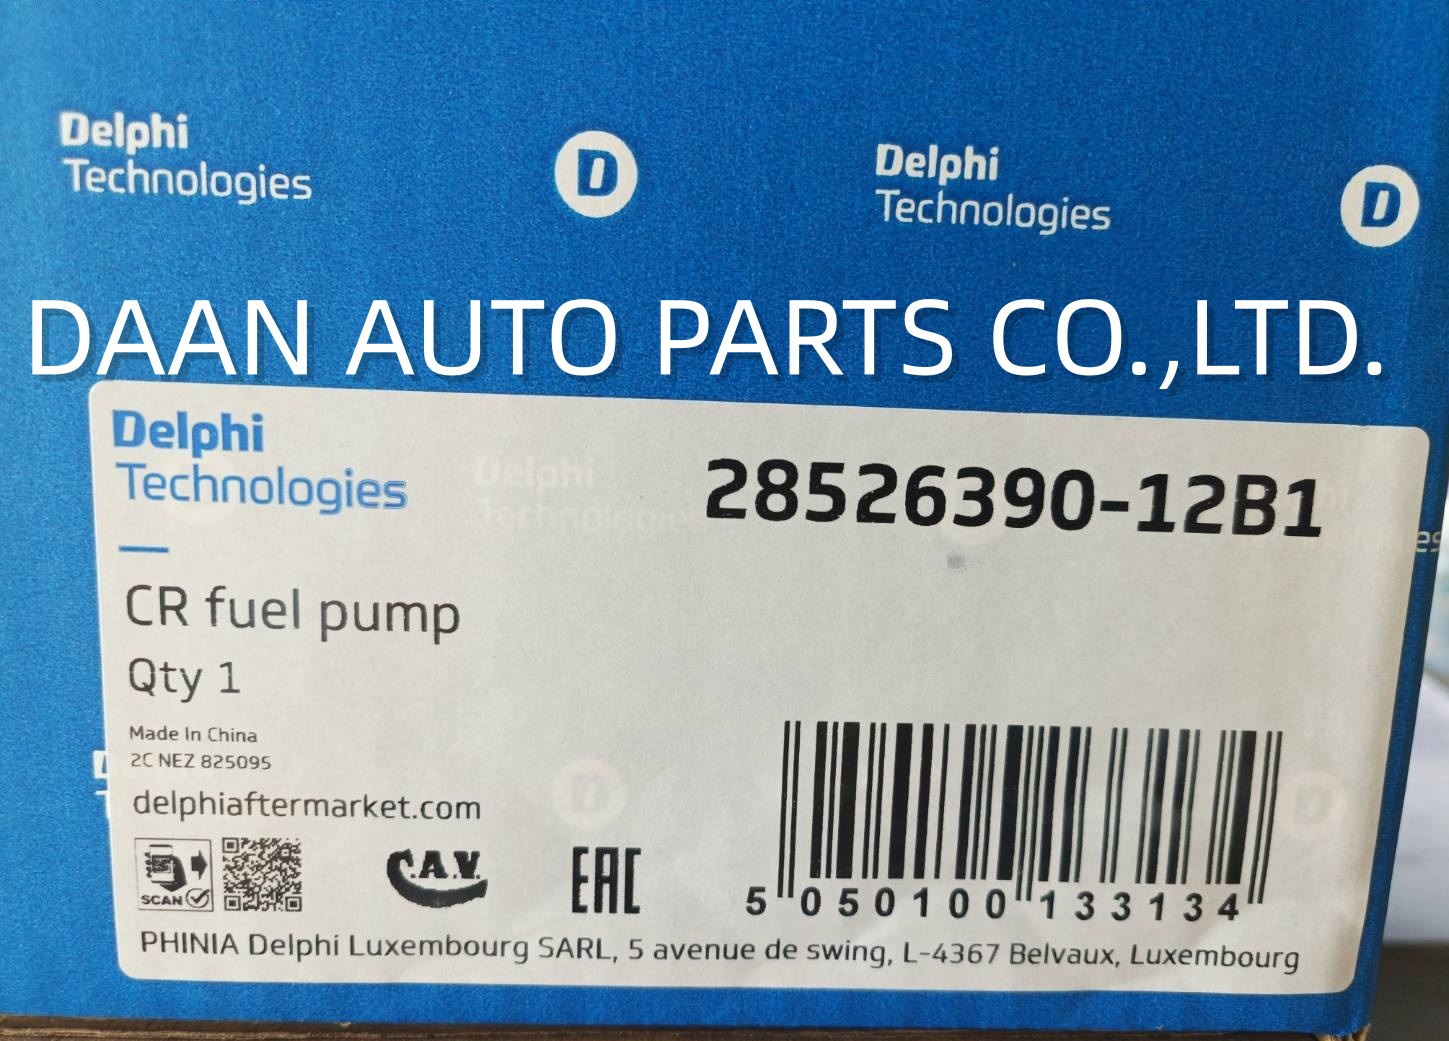 Delphi
Technologies
D
Delphi
Technologies
D
DAAN AUTO PARTS CO.,LTD.
Delphi
Technologies
Delphi
Technologies
28526390-12B1
CR fuel pump
Qty 1
Made In China
2C NEZ 825095
delphiaftermarket.com
D
D
SCAN
C.A.V.
EAC
5 050100 133134
PHINIA Delphi Luxembourg SARL, 5 avenue de swing, L-4367 Belvaux, Luxembourg